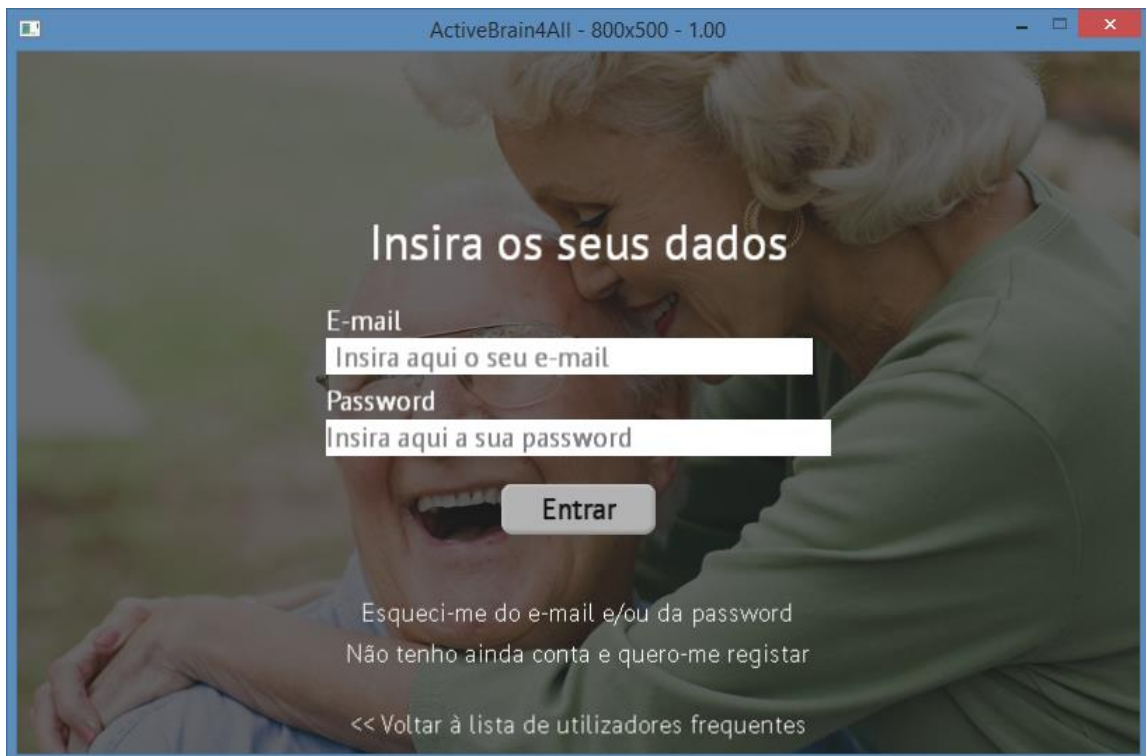 ActiveBrain4All - 800x500 - 1.00
Insira os seus dados
E-mail
Insira aqui o seu e-mail
Password
Insira aqui a sua password
Entrar
Esqueci-me do e-mail e/ou da password
Não tenho ainda conta e quero-me registar
<< Voltar à lista de utilizadores frequentes